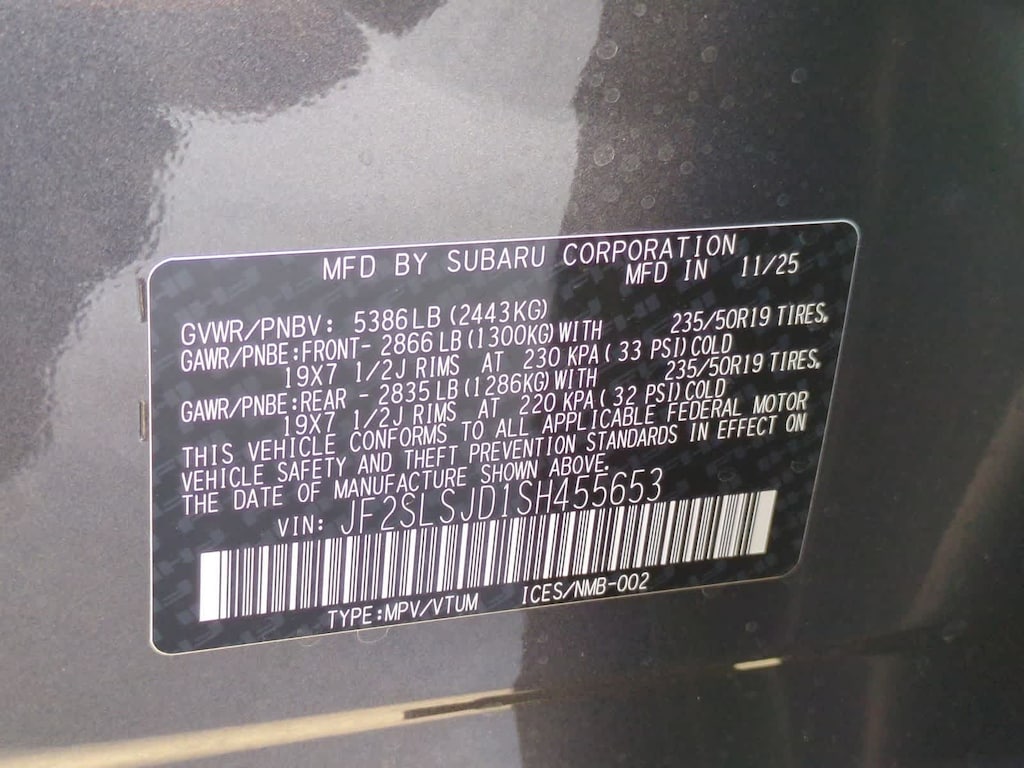 MFD BY SUBARU CORPORATION
MFD IN 11/25
GVWR/PNBV: 5386LB(2443KG)
GAWR/PNBE:FRONT- 2866LB(1300KG)WITH 235/50R19 TIRES,
19X7 1/2J RIMS AT 230 KPA(33 PSI)COLD
GAWR/PNBE:REAR - 2835LB(1286KG)WITH 235/50R19 TIRES,
19X7 1/2J RIMS AT 220 KPA(32 PSI)COLD
THIS VEHICLE CONFORMS TO ALL APPLICABLE FEDERAL MOTOR
VEHICLE SAFETY AND THEFT PREVENTION STANDARDS IN EFFECT ON
THE DATE OF MANUFACTURE SHOWN ABOVE.
VIN: JF2SLSJD1SH455653
TYPE:MPV/VTUM ICES/NMB-002